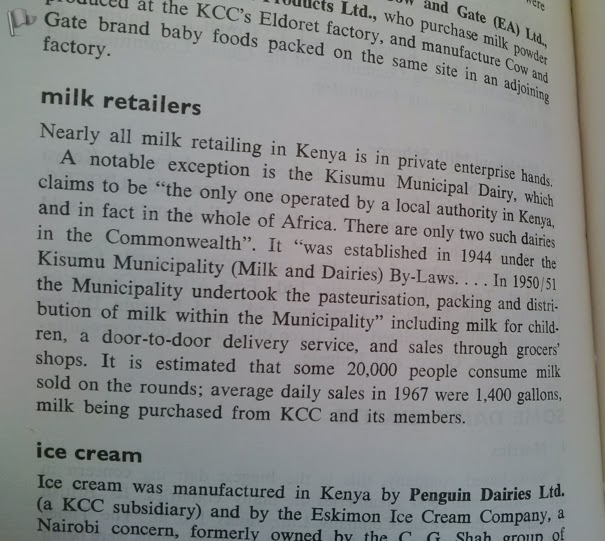 were
Products Ltd., who purchase milk powder
and Gate (EA) Ltd.,
at the KCC's Eldoret factory, and manufacture Cow and
Gate brand baby foods packed on the same site in an adjoining
factory.
milk retailers
Nearly all milk retailing in Kenya is in private enterprise hands.
A notable exception is the Kisumu Municipal Dairy, which
claims to be “the only one operated by a local authority in Kenya,
and in fact in the whole of Africa. There are only two such dairies
in the Commonwealth”. It “was established in 1944 under the
Kisumu Municipality (Milk and Dairies) By-Laws. . . . In 1950/51
the Municipality undertook the pasteurisation, packing and distri-
bution of milk within the Municipality” including milk for child-
ren, a door-to-door delivery service, and sales through grocers'
shops. It is estimated that some 20,000 people consume milk
sold on the rounds; average daily sales in 1967 were 1,400 gallons,
milk being purchased from KCC and its members.
ice cream
Ice cream was manufactured in Kenya by Penguin Dairies Ltd.
(a KCC subsidiary) and by the Eskimon Ice Cream Company, a
Nairobi concern, formerly owned by the C. G. Shah group of